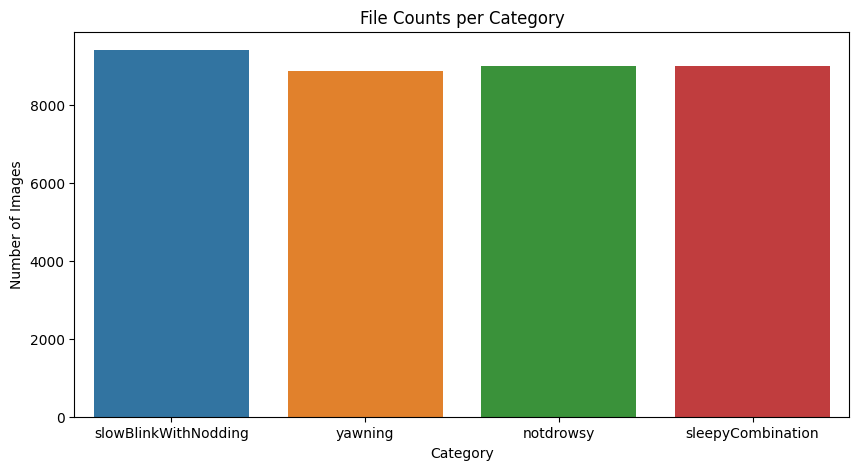 File Counts per Category
Number of Images
8000
6000
4000
2000
0
slowBlinkWithNodding yawning notdrowsy sleepyCombination
Category